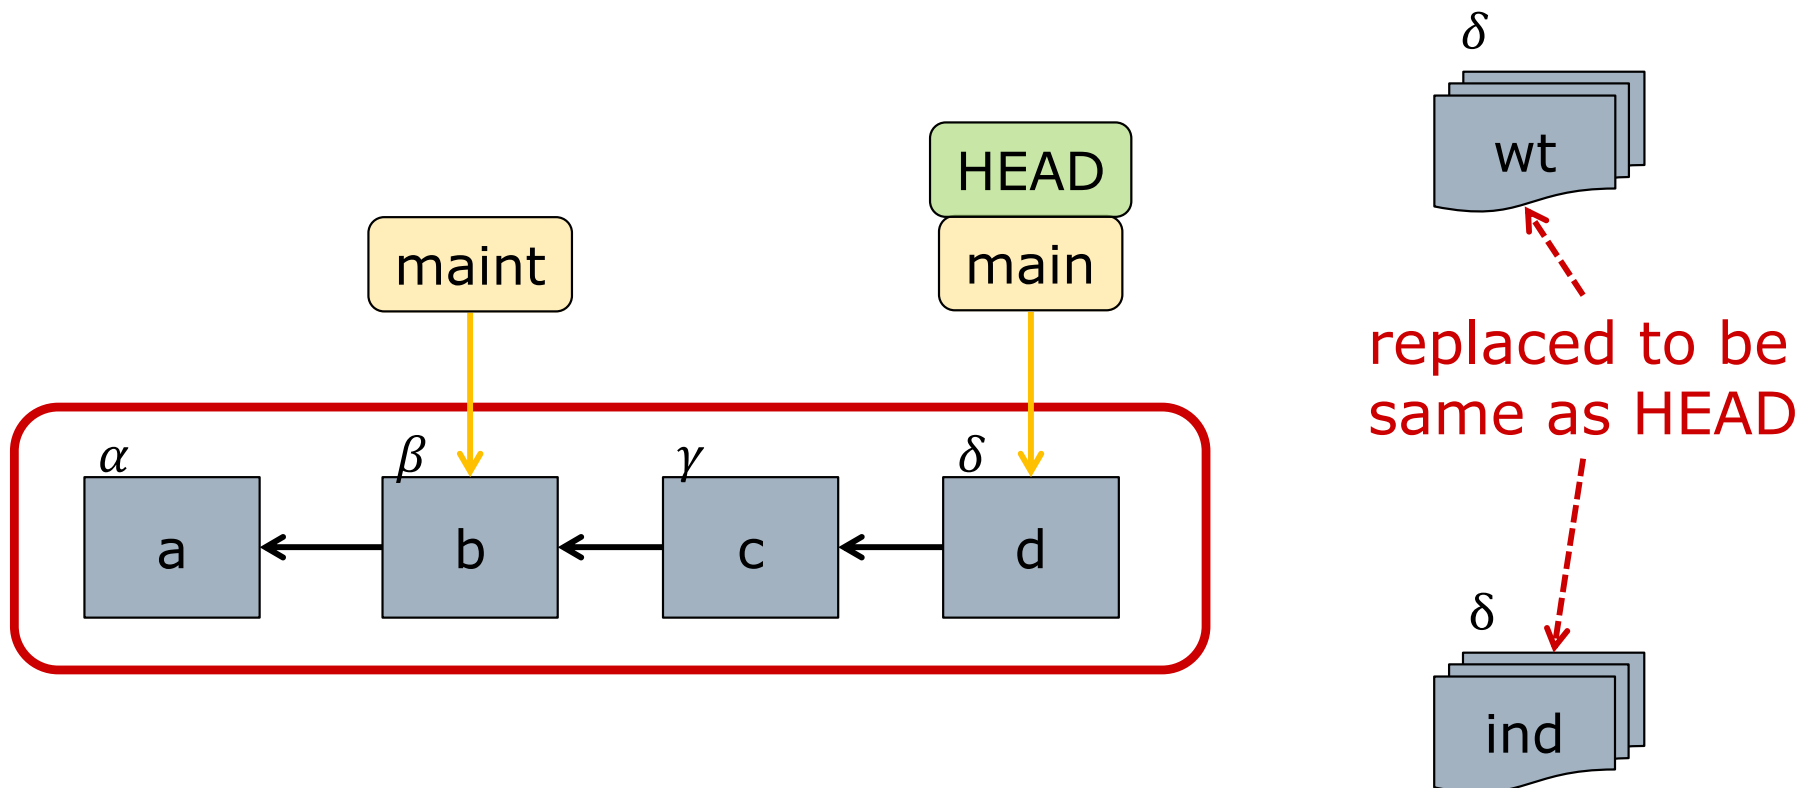 δ
wt
HEAD
maint
main
replaced to be
same as HEAD
α
β
γ
δ
a
b
c
d
δ
ind